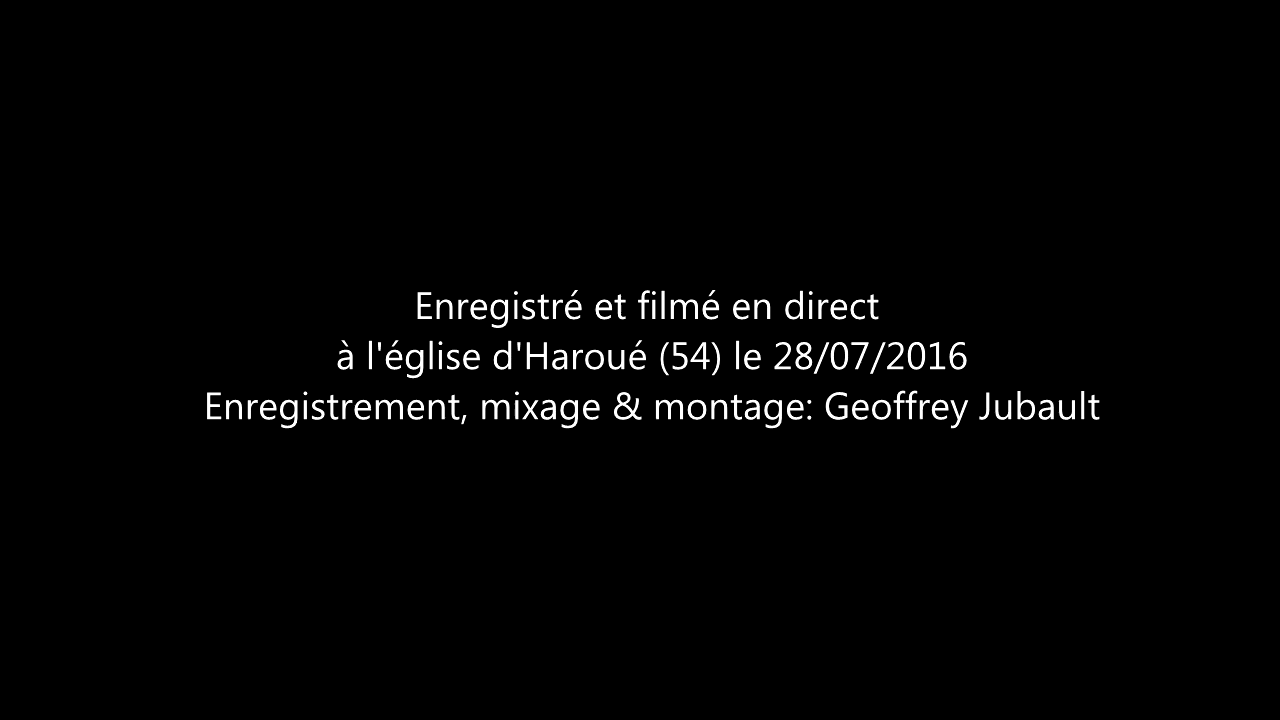 Enregistré et filmé en direct
à l'église d'Haroué (54) le 28/07/2016
Enregistrement, mixage & montage: Geoffrey Jubault